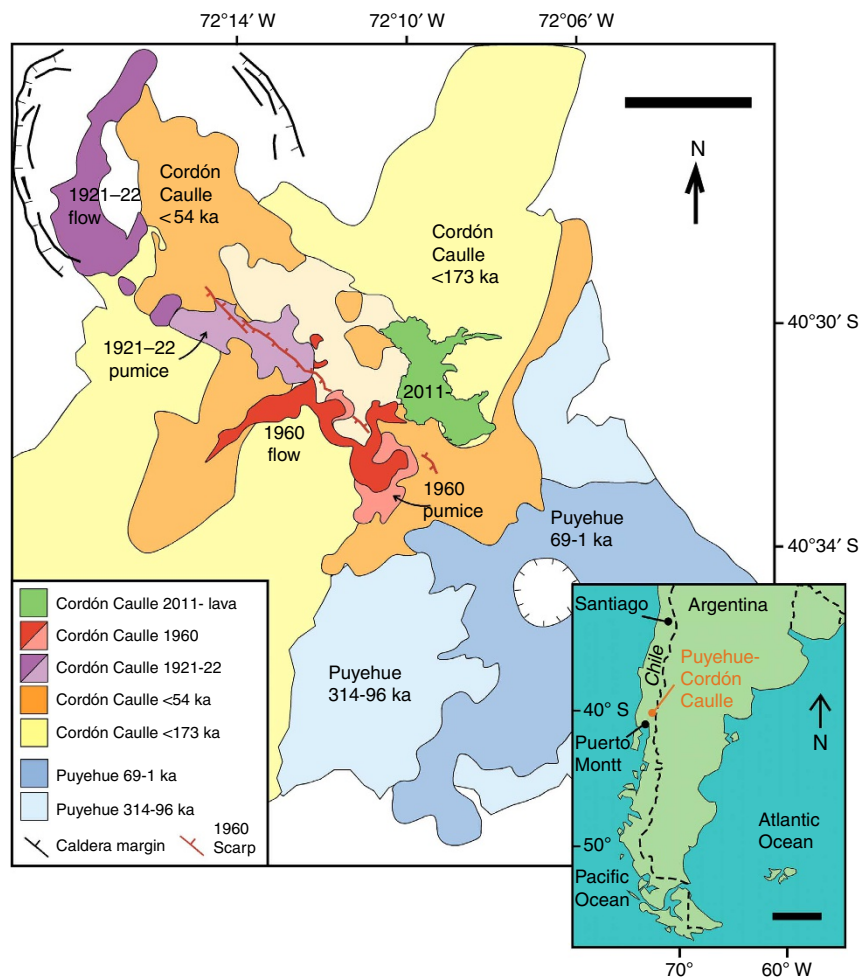 72°14′ W
72°10′ W
72°06′ W
N
Cordón
Caulle
<54 ka
1921–22
flow
Cordón
Caulle
<173 ka
40°30′ S
1921–22
pumice
2011-
1960
flow
1960
pumice
Puyehue
69-1 ka
40°34′ S
Puyehue
314-96 ka
Cordón Caulle 2011- lava
Cordón Caulle 1960
Cordón Caulle 1921-22
Cordón Caulle <54 ka
Cordón Caulle <173 ka
Puyehue 69-1 ka
Puyehue 314-96 ka
Caldera margin
1960
Scarp
Santiago
Argentina
Chile
Puyehue-
Cordón
Caulle
40° S
N
Puerto
Montt
Atlantic
Ocean
50°
Pacific
Ocean
70°
60° W